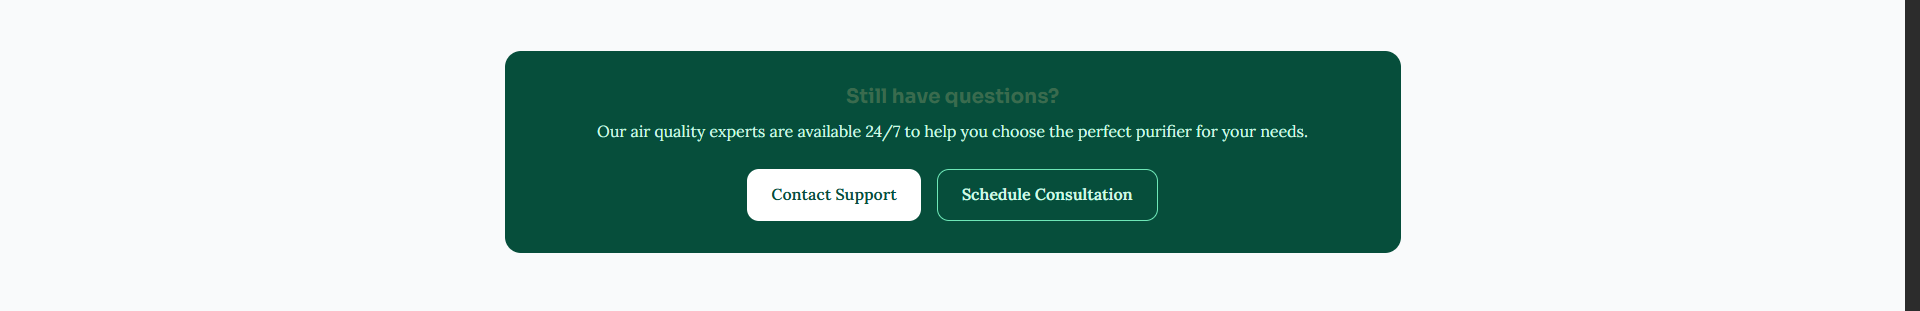 Still have questions?
Our air quality experts are available 24/7 to help you choose the perfect purifier for your needs.
Contact Support
Schedule Consultation